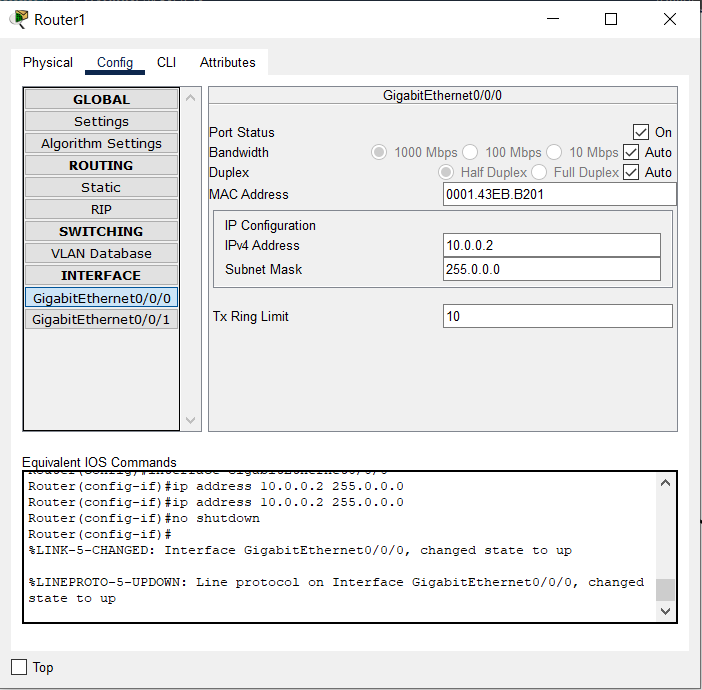 Router1
Physical Config CLI Attributes
GLOBAL
Settings
Algorithm Settings
ROUTING
Static
RIP
SWITCHING
VLAN Database
INTERFACE
GigabitEthernet0/0/0
GigabitEthernet0/0/1
GigabitEthernet0/0/0
Port Status On
Bandwidth 1000 Mbps 100 Mbps 10 Mbps Auto
Duplex Half Duplex Full Duplex Auto
MAC Address 0001.43EB.B201
IP Configuration
IPv4 Address 10.0.0.2
Subnet Mask 255.0.0.0
Tx Ring Limit 10
Equivalent IOS Commands
Router(config)#interface GigabitEthernet0/0/0
Router(config-if)#ip address 10.0.0.2 255.0.0.0
Router(config-if)#ip address 10.0.0.2 255.0.0.0
Router(config-if)#no shutdown
Router(config-if)#
%LINK-5-CHANGED: Interface GigabitEthernet0/0/0, changed state to up
%LINEPROTO-5-UPDOWN: Line protocol on Interface GigabitEthernet0/0/0, changed
state to up
Top